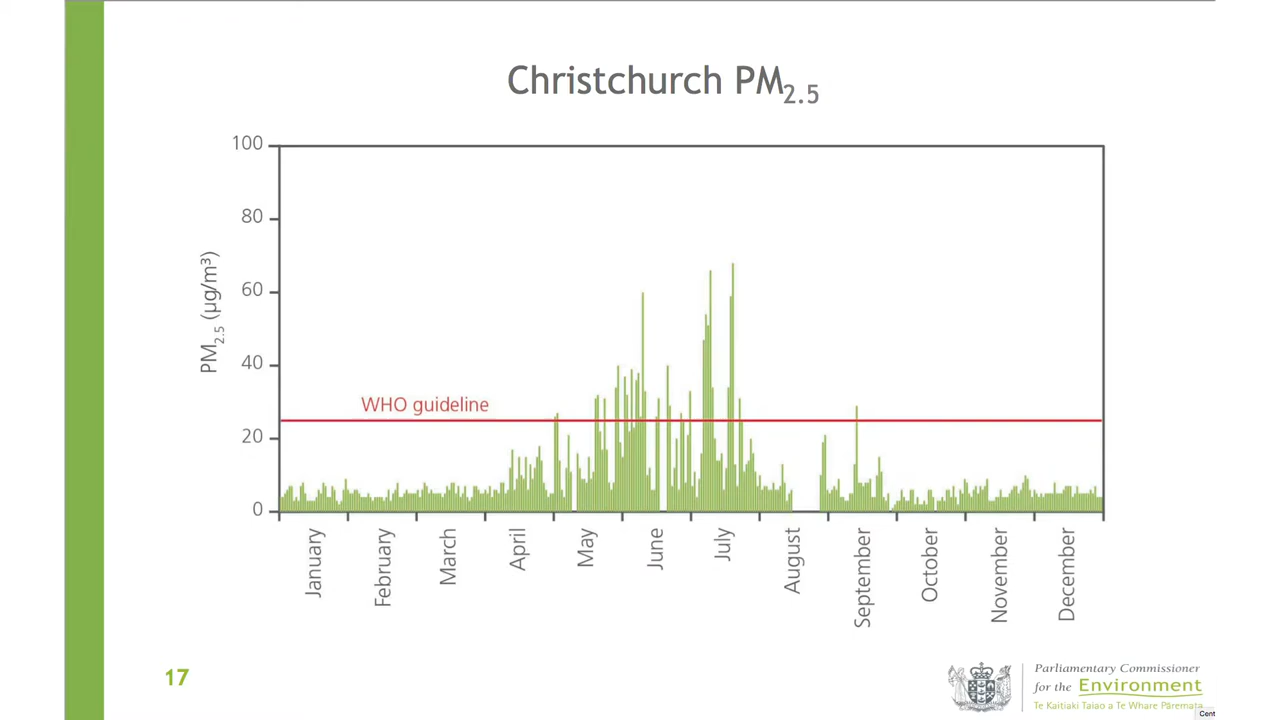 Christchurch PM2.5
100
80
60
40
20
0
PM2.5 (µg/m³)
WHO guideline
January
February
March
April
May
June
July
August
September
October
November
December
17
Parliamentary Commissioner
for the Environment
Te Kaitiaki Taiao a Te Whare Pāremata
Cent